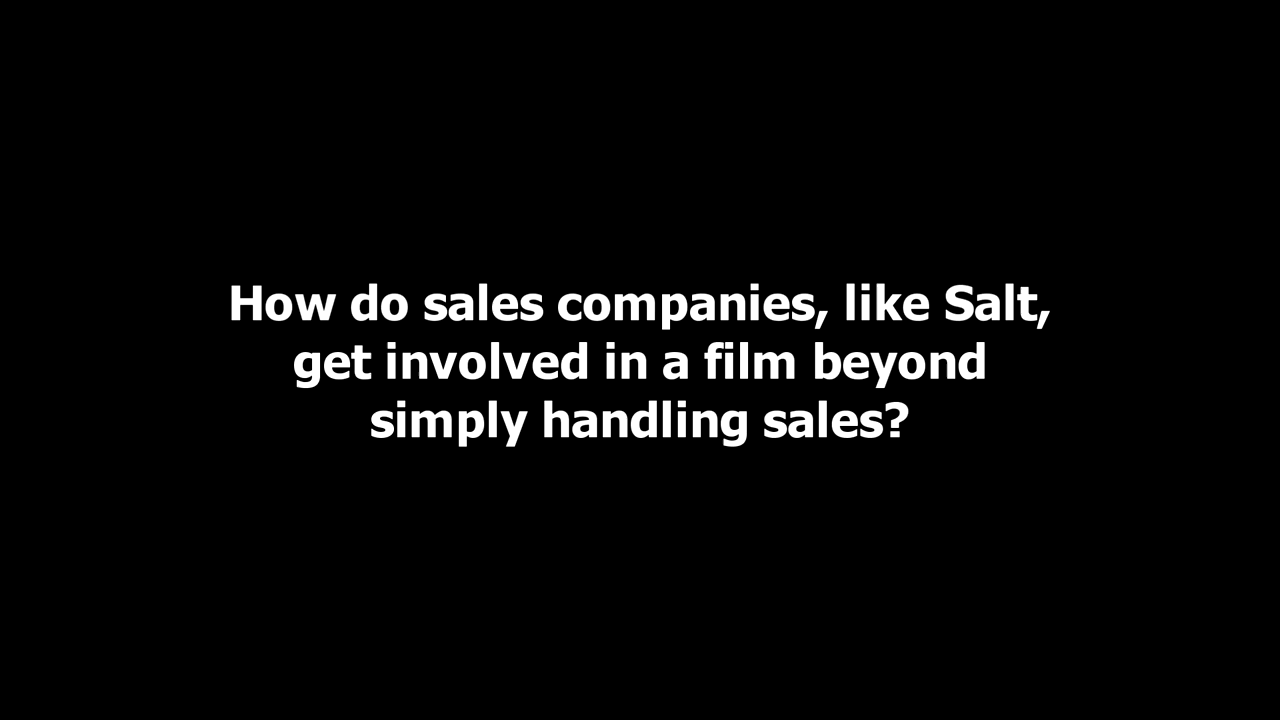 How do sales companies, like Salt,
get involved in a film beyond
simply handling sales?